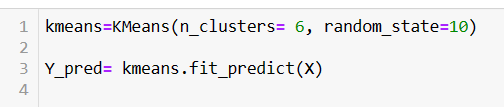 1 kmeans=KMeans(n_clusters= 6, random_state=10)
2
3 Y_pred= kmeans.fit_predict(X)
4